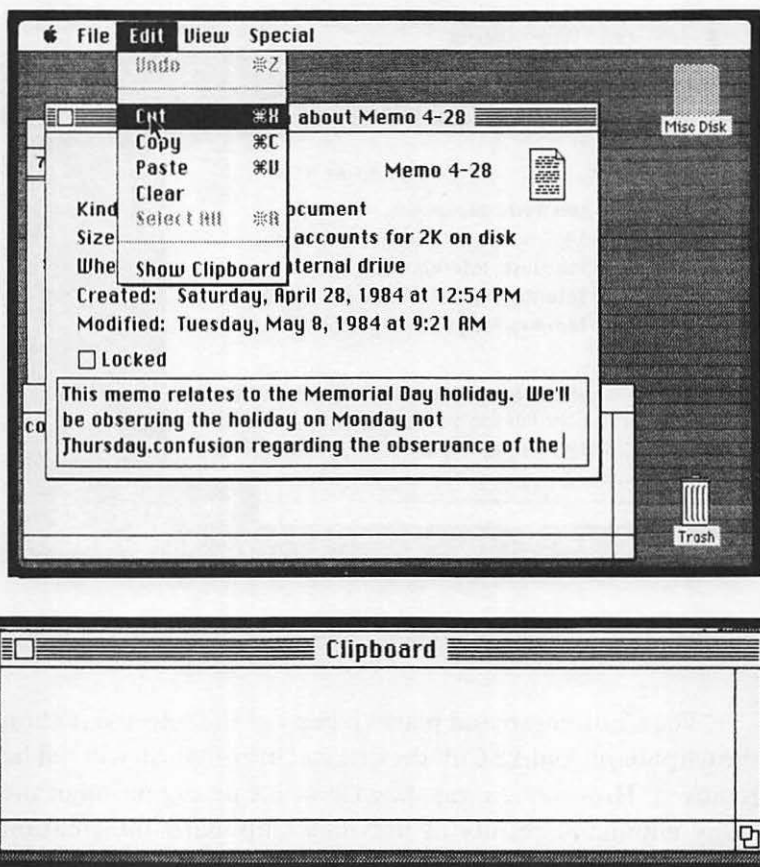 File Edit View Special
Undo ⌘Z
Cut ⌘X
about Memo 4-28
Misc Disk
Copy ⌘C
7
Paste ⌘V
Memo 4-28
Clear
Kind
ocument
Select All ⌘A
Size
accounts for 2K on disk
Whe
Show Clipboard
nternal drive
Created: Saturday, April 28, 1984 at 12:54 PM
Modified: Tuesday, May 8, 1984 at 9:21 AM
Locked
This memo relates to the Memorial Day holiday. We'll
be observing the holiday on Monday,not
co
Thursday.confusion regarding the observance of the
Trash
Clipboard